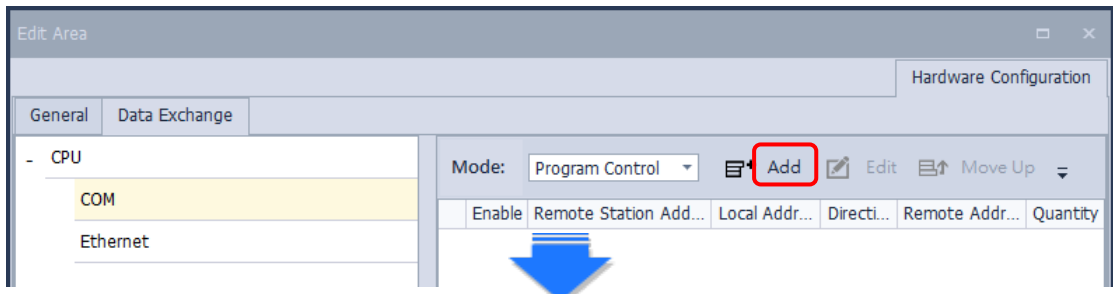 Edit Area
Hardware Configuration
General Data Exchange
- CPU
Mode: Program Control Add Edit Move Up
COM
Enable Remote Station Add... Local Addr... Directi... Remote Addr... Quantity
Ethernet